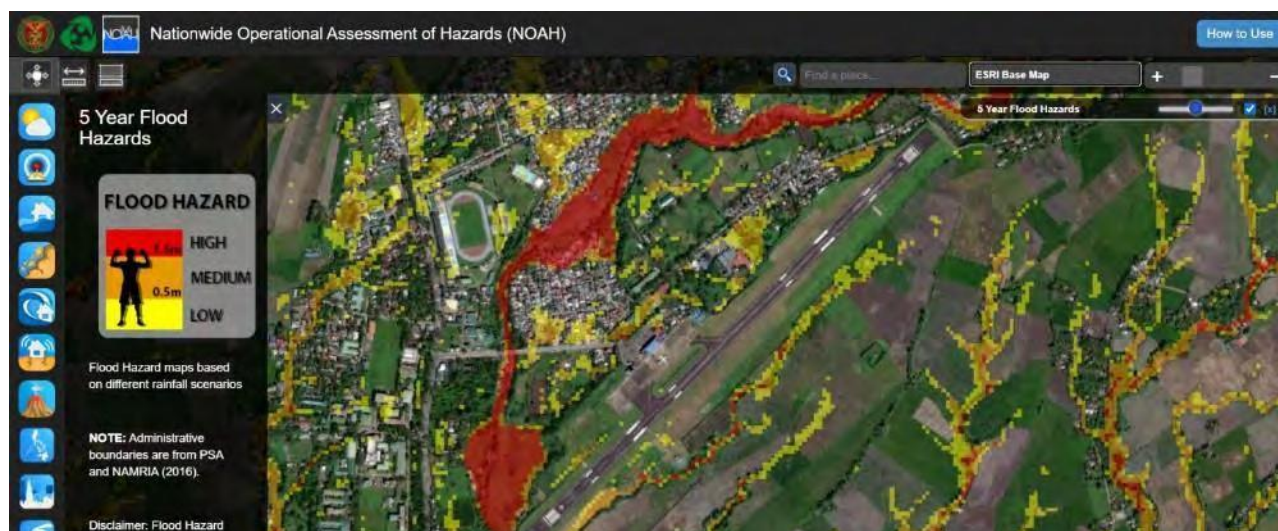 NOAH
Nationwide Operational Assessment of Hazards (NOAH)
How to Use
Find a place...
ESRI Base Map
+
−
5 Year Flood Hazards
[x]
5 Year Flood
Hazards
×
FLOOD HAZARD
1.5m HIGH
MEDIUM
0.5m
LOW
Flood Hazard maps based
on different rainfall scenarios
NOTE: Administrative
boundaries are from PSA
and NAMRIA (2016).
Disclaimer: Flood Hazard